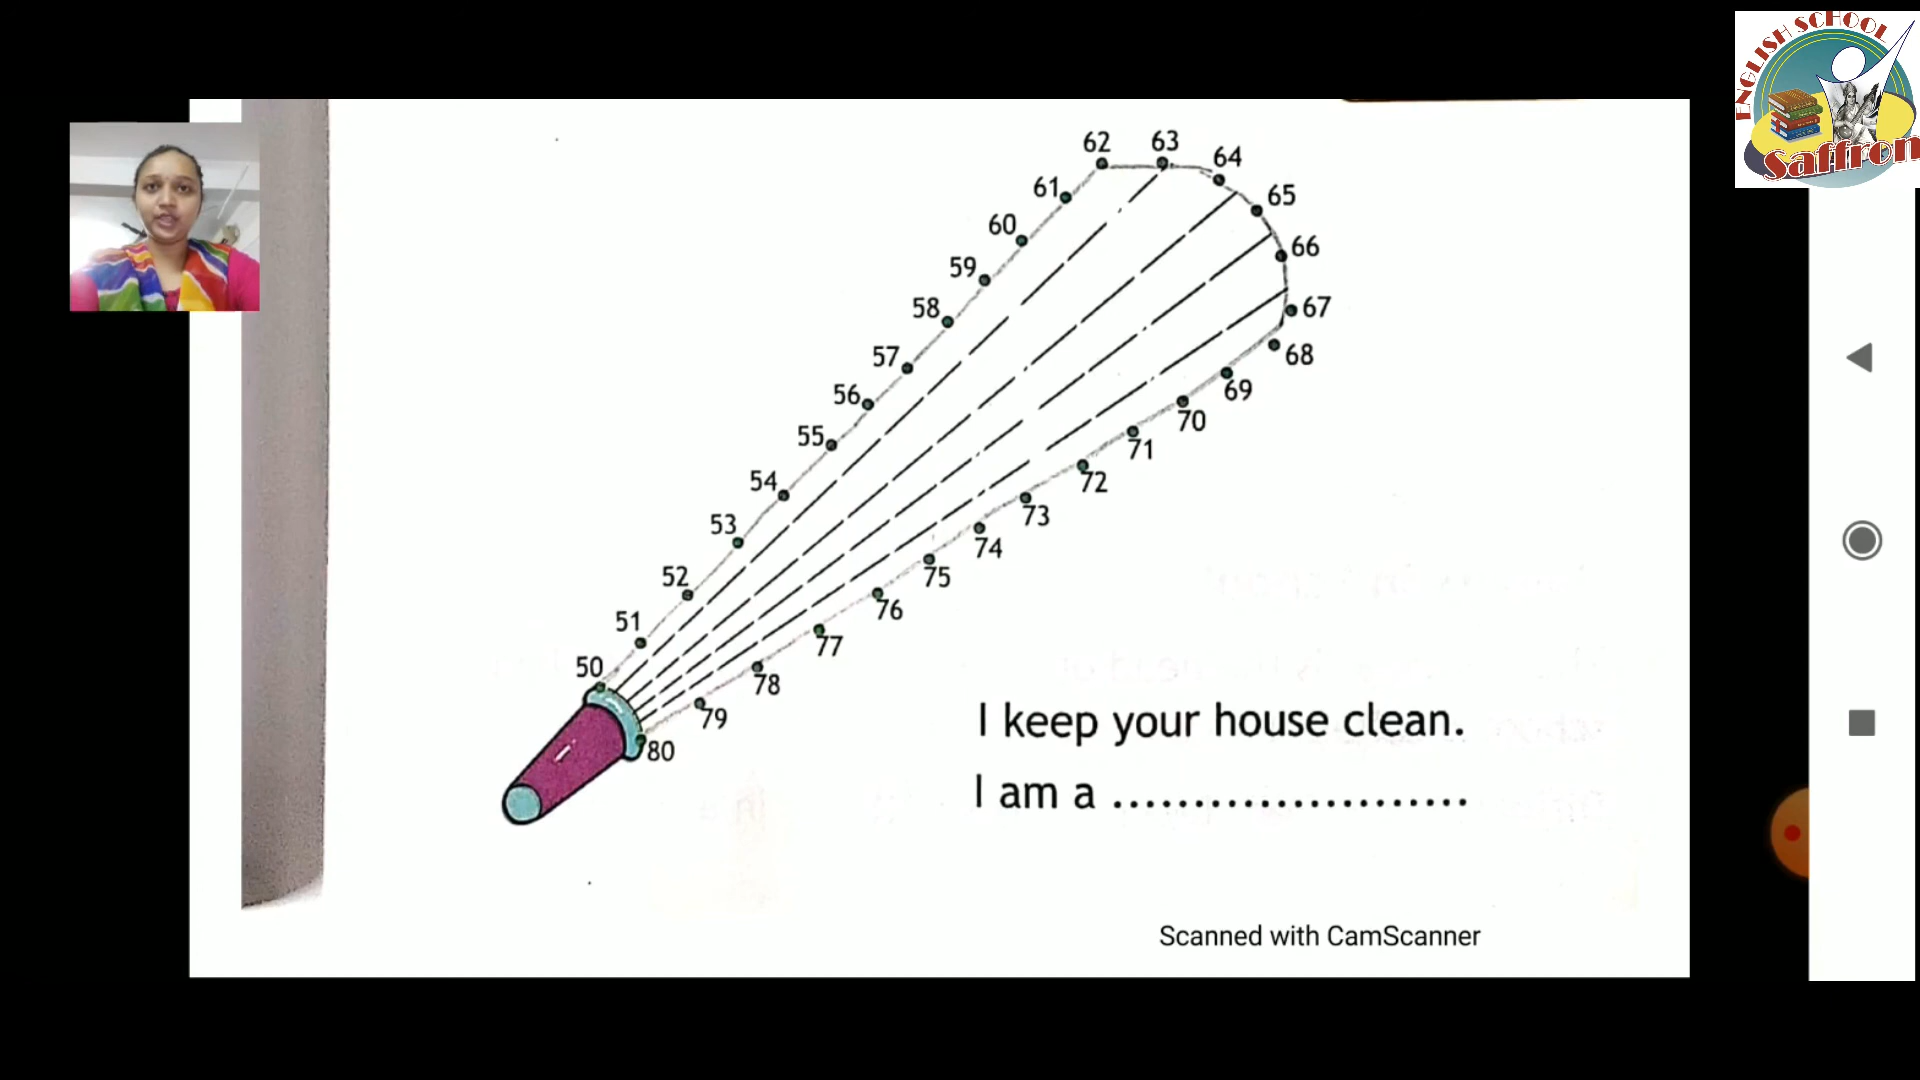 ENGLISH SCHOOL
Saffron
62 63 64
61 65
60 66
59
58 67
57 68
56 69
55 70
54 71
53 72
52 73
51 74
50 75
76
77
78
79
80
I keep your house clean.
I am a ......................
Scanned with CamScanner